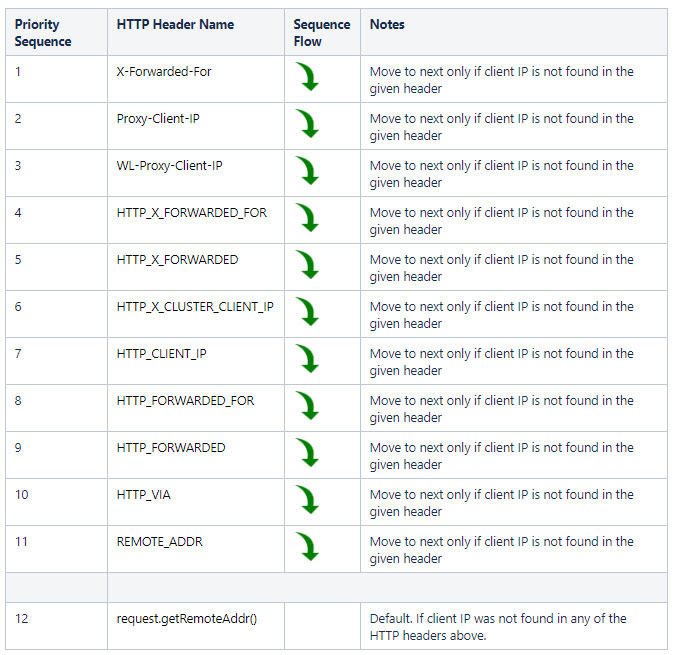 Priority Sequence HTTP Header Name Sequence Flow Notes
1 X-Forwarded-For Move to next only if client IP is not found in the
given header
2 Proxy-Client-IP Move to next only if client IP is not found in the
given header
3 WL-Proxy-Client-IP Move to next only if client IP is not found in the
given header
4 HTTP_X_FORWARDED_FOR Move to next only if client IP is not found in the
given header
5 HTTP_X_FORWARDED Move to next only if client IP is not found in the
given header
6 HTTP_X_CLUSTER_CLIENT_IP Move to next only if client IP is not found in the
given header
7 HTTP_CLIENT_IP Move to next only if client IP is not found in the
given header
8 HTTP_FORWARDED_FOR Move to next only if client IP is not found in the
given header
9 HTTP_FORWARDED Move to next only if client IP is not found in the
given header
10 HTTP_VIA Move to next only if client IP is not found in the
given header
11 REMOTE_ADDR Move to next only if client IP is not found in the
given header
12 request.getRemoteAddr() Default. If client IP was not found in any of the
HTTP headers above.